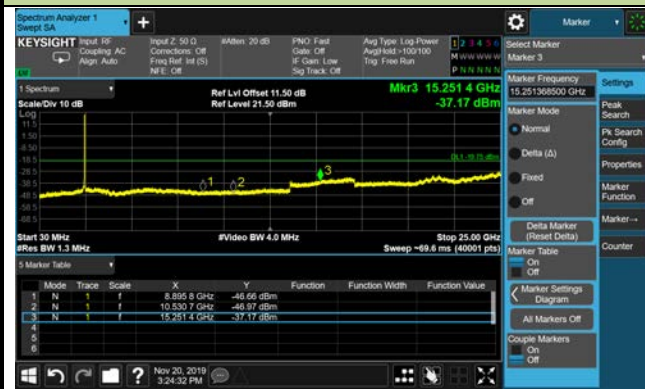 Spectrum Analyzer 1
Swept SA
+
Marker
KEYSIGHT
Input: RF
Coupling: AC
Align: Auto
Input Z: 50 Ω
Corrections: Off
Freq Ref: Int (S)
NFE: Off
#Atten: 20 dB
PNO: Fast
Gate: Off
IF Gain: Low
Sig Track: Off
Avg Type: Log-Power
Avg|Hold:>100/100
Trig: Free Run
1 2 3 4 5 6
M W W W W W
P N N N N N
Select Marker
Marker 3
1 Spectrum
Scale/Div 10 dB
Ref Lvl Offset 11.50 dB
Ref Level 21.50 dBm
Mkr3 15.251 4 GHz
-37.17 dBm
Log
11.5
1.50
-8.50
-18.5
-28.5
-38.5
-48.5
-58.5
-68.5
1
2
3
Start 30 MHz
#Res BW 1.3 MHz
#Video BW 4.0 MHz
Stop 25.00 GHz
Sweep ~69.6 ms (40001 pts)
5 Marker Table
Mode Trace Scale X Y Function Function Width Function Value
1 N 1 f 8.895 8 GHz -46.66 dBm
2 N 1 f 10.530 7 GHz -46.97 dBm
3 N 1 f 15.251 4 GHz -37.17 dBm
4
5
6
Marker Frequency
15.251368500 GHz
Marker Mode
Normal
Delta (Δ)
Fixed
Off
Delta Marker
(Reset Delta)
Marker Table
On
Off
Marker Settings
Diagram
All Markers Off
Couple Markers
On
Off
Settings
Peak
Search
Pk Search
Config
Properties
Marker
Function
Marker→
Counter
?
Nov 20, 2019
3:24:32 PM